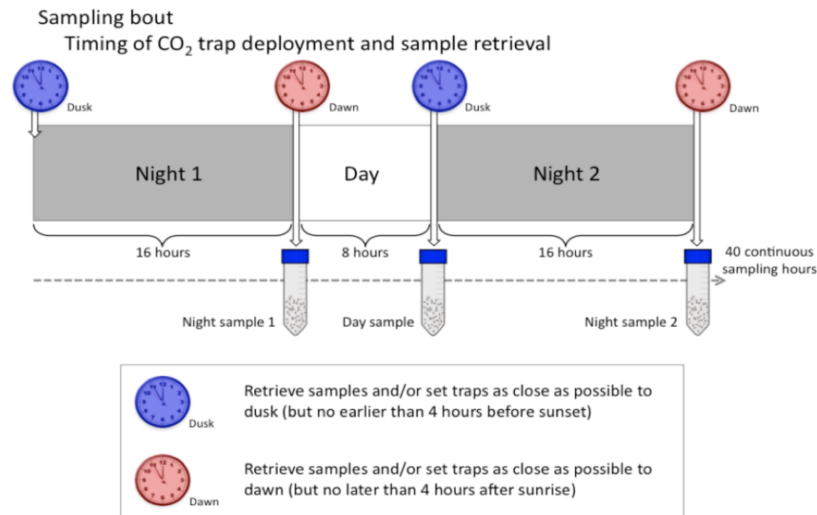 Sampling bout
Timing of CO₂ trap deployment and sample retrieval
Dusk
Dawn
Dusk
Dawn
Night 1
Day
Night 2
16 hours
8 hours
16 hours
40 continuous
sampling hours
Night sample 1
Day sample
Night sample 2
Retrieve samples and/or set traps as close as possible to
dusk (but no earlier than 4 hours before sunset)
Dusk
Retrieve samples and/or set traps as close as possible to
dawn (but no later than 4 hours after sunrise)
Dawn